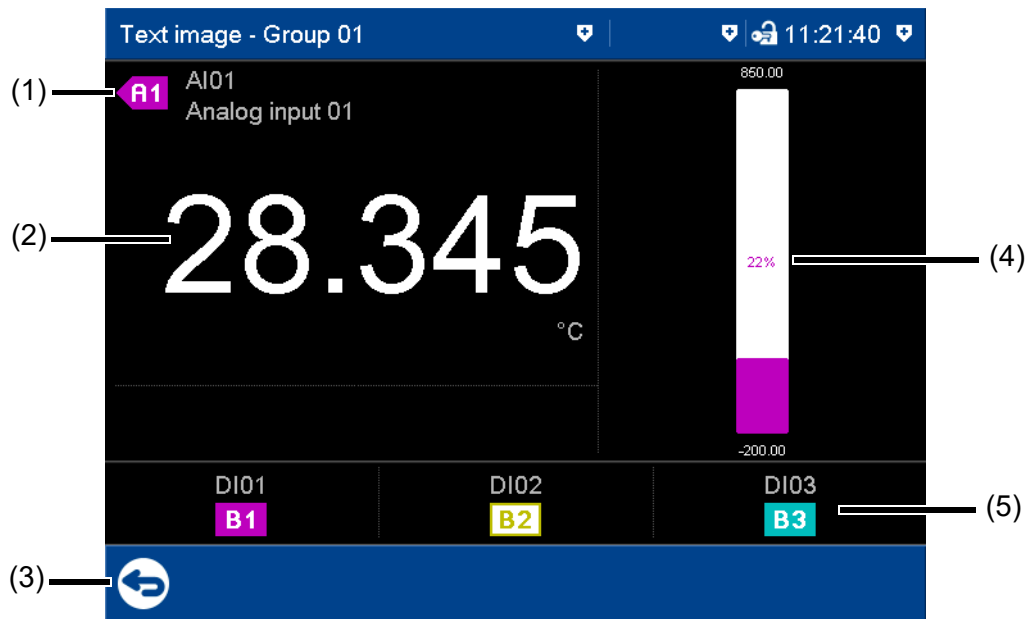 Text image - Group 01 11:21:40
(1)
A1
AI01
Analog input 01
850.00
(2)
28.345
°C
22%
(4)
-200.00
DI01
DI02
DI03
B1
B2
B3
(5)
(3)